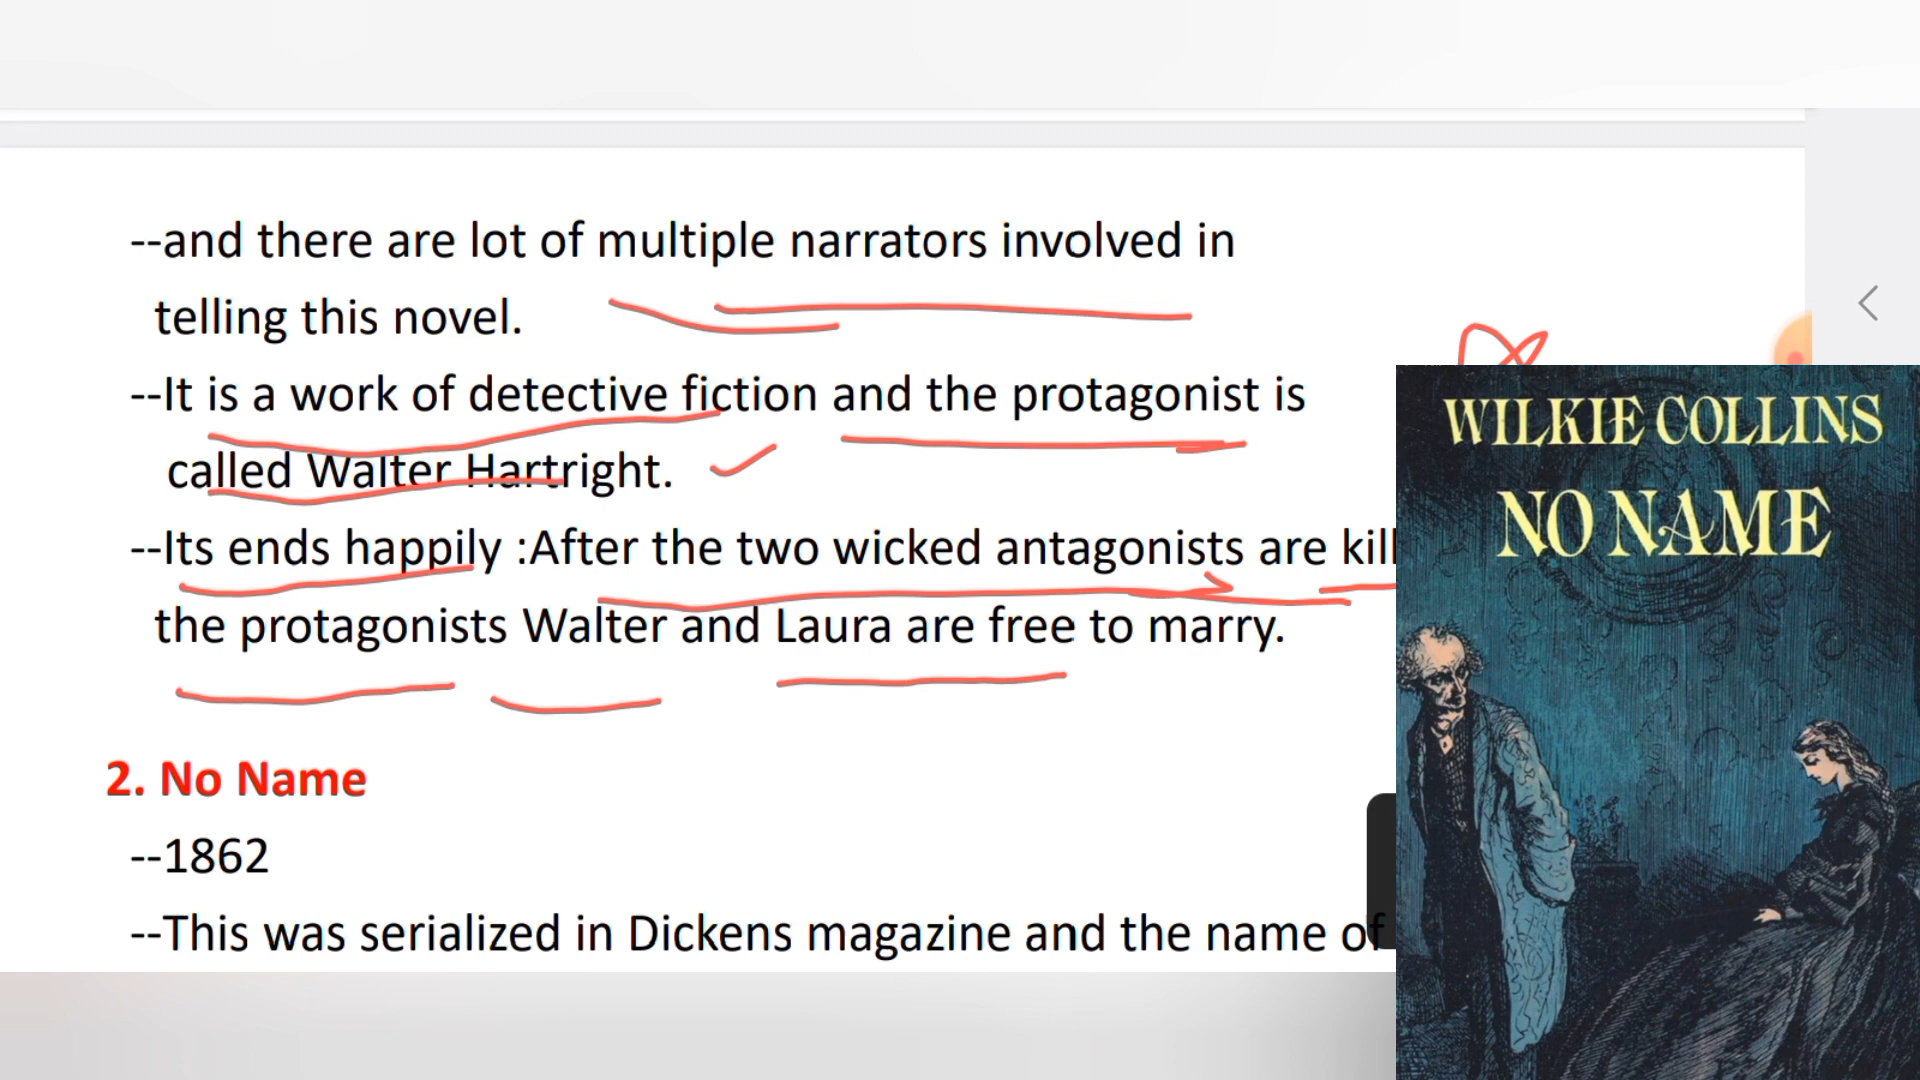 --and there are lot of multiple narrators involved in
telling this novel.
--It is a work of detective fiction and the protagonist is
called Walter Hartright.
--Its ends happily :After the two wicked antagonists are
the protagonists Walter and Laura are free to marry.
2. No Name
--1862
--This was serialized in Dickens magazine and the name of
WILKIE COLLINS
NO NAME